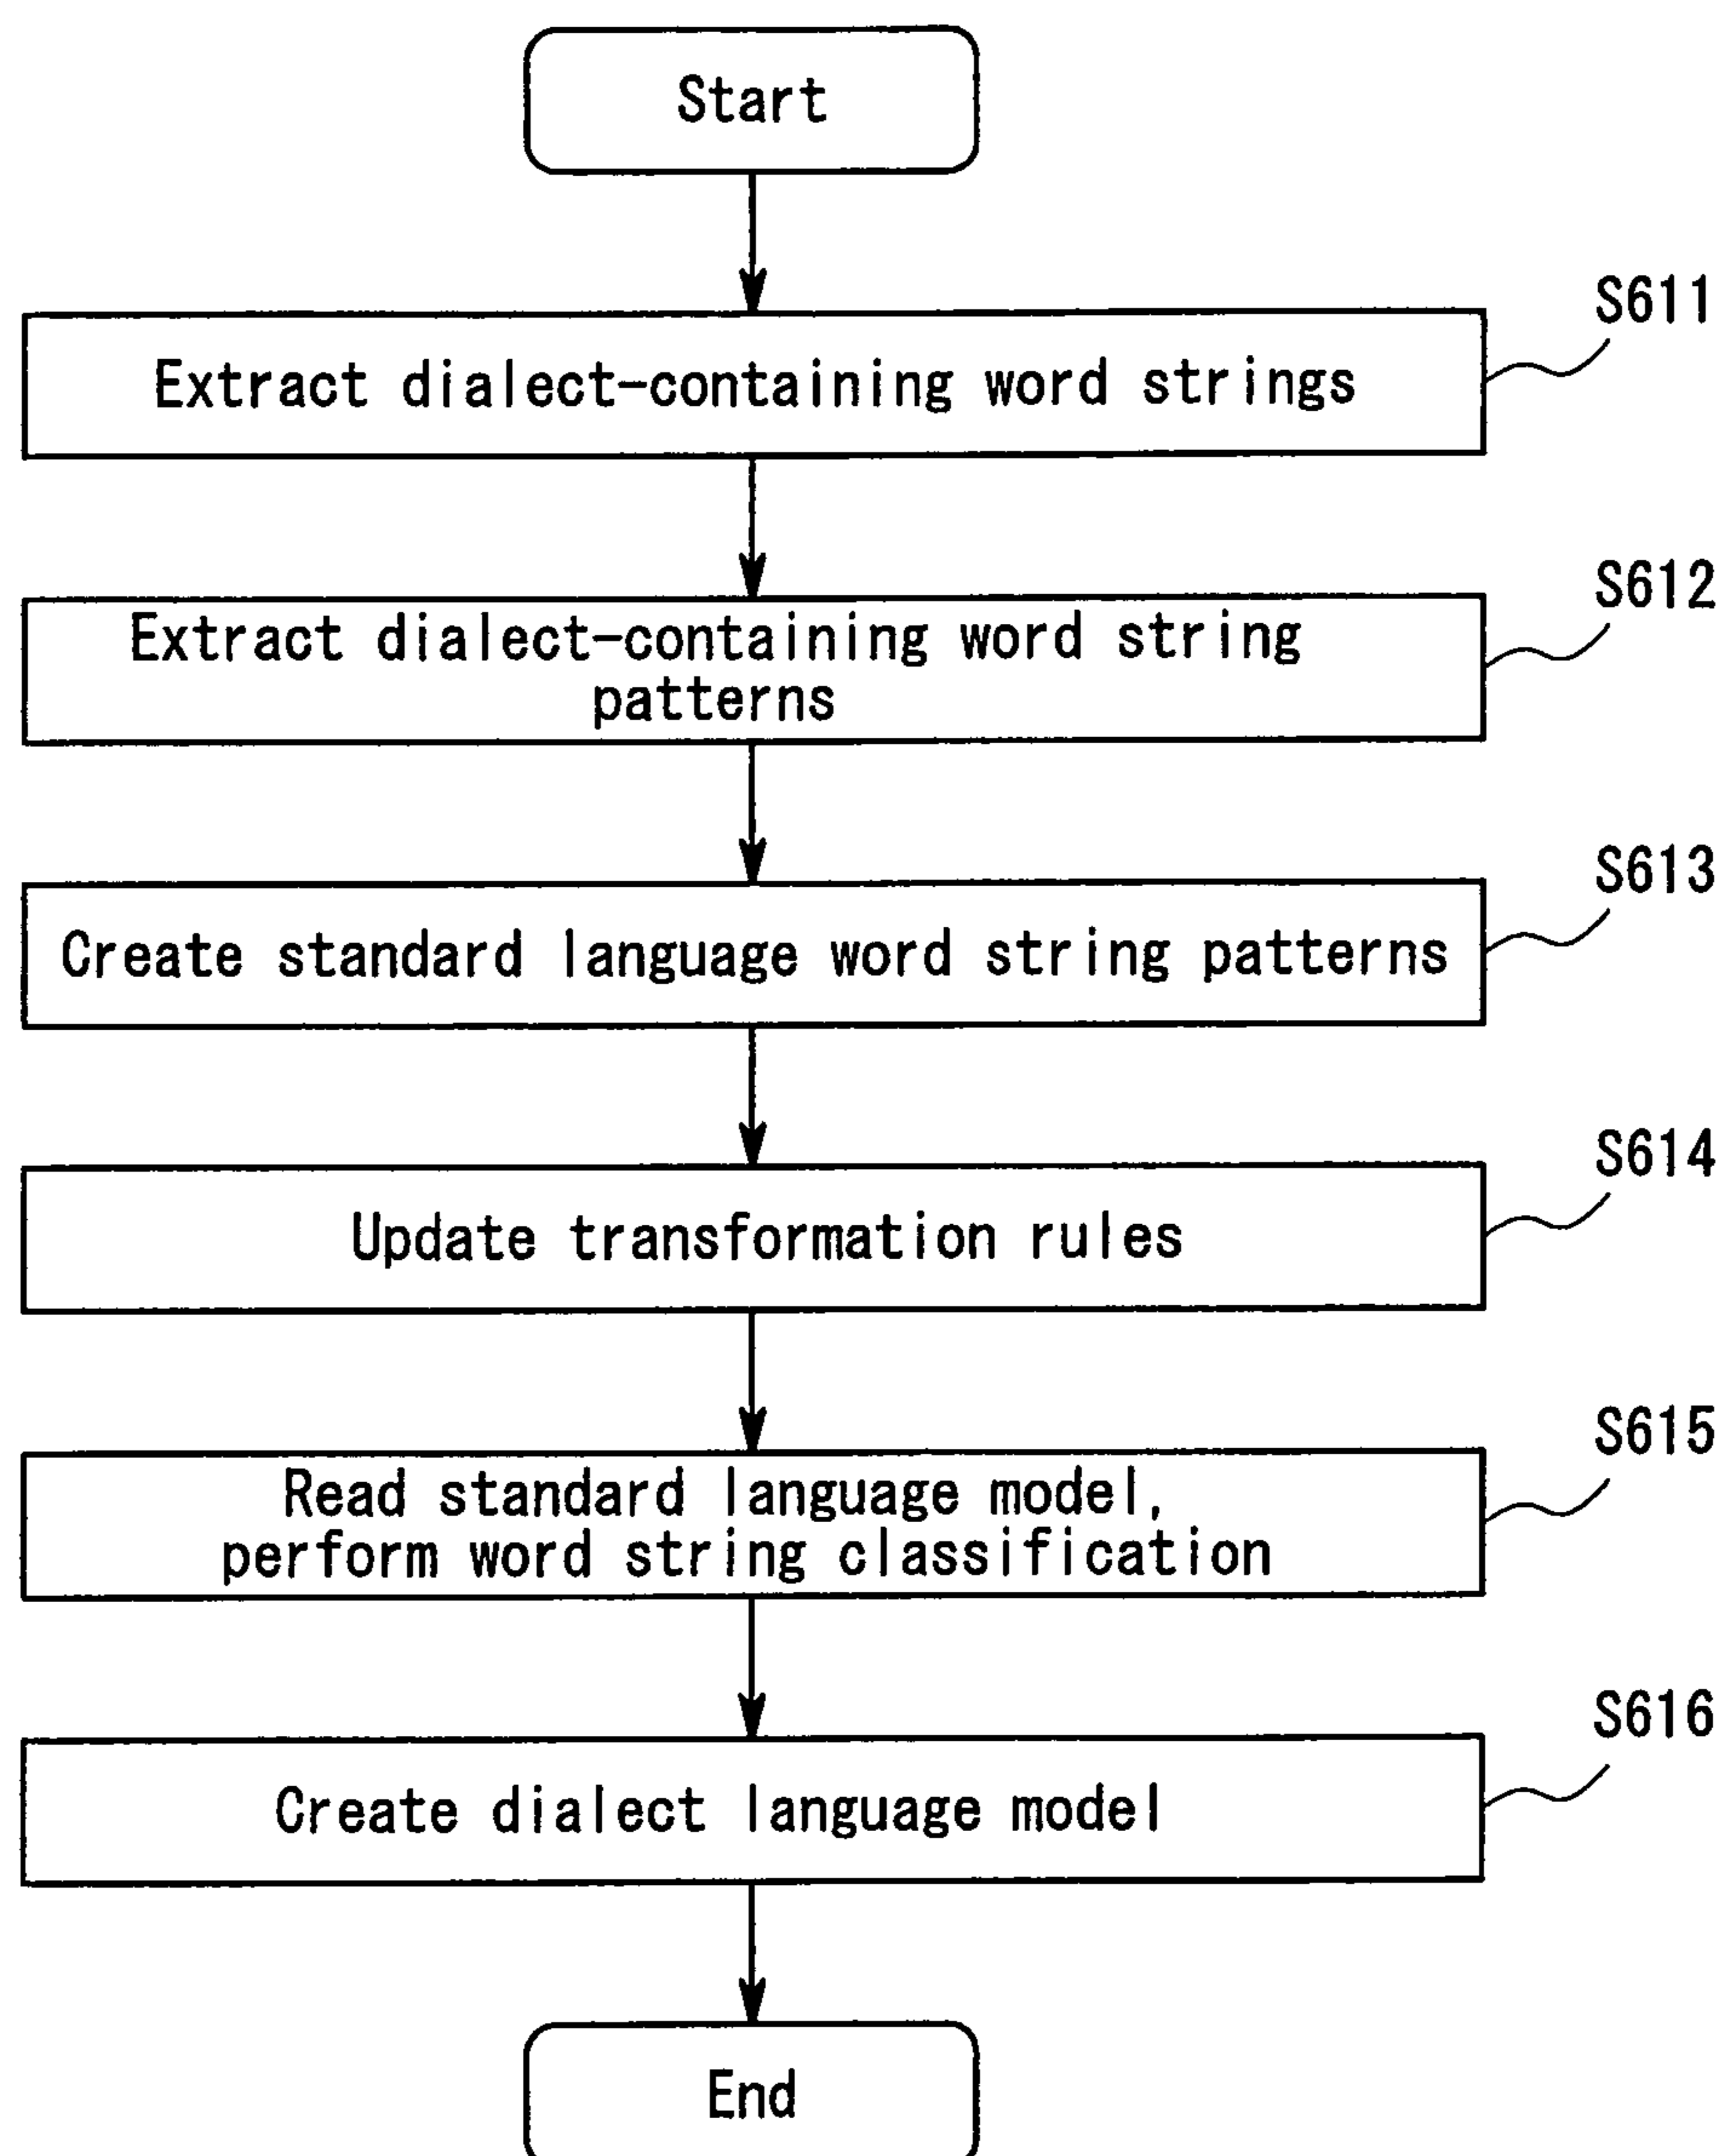 Start
S611
Extract dialect-containing word strings
S612
Extract dialect-containing word string
patterns
S613
Create standard language word string patterns
S614
Update transformation rules
S615
Read standard language model,
perform word string classification
S616
Create dialect language model
End